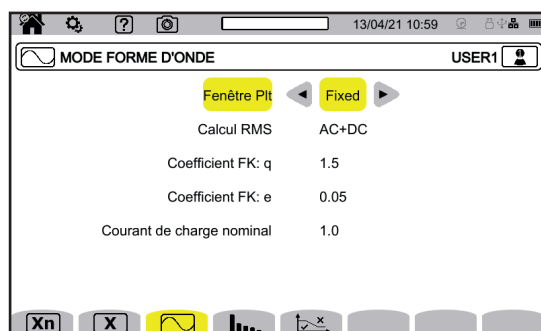 ? 13/04/21 10:59
MODE FORME D'ONDE USER1
Fenêtre Plt Fixed
Calcul RMS AC+DC
Coefficient FK: q 1.5
Coefficient FK: e 0.05
Courant de charge nominal 1.0
Xn X